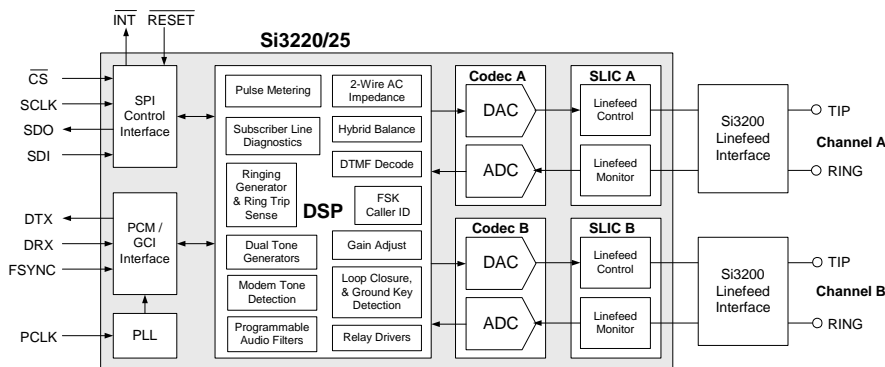 INT
RESET
Si3220/25
CS
SCLK
SDO
SDI
SPI
Control
Interface
DTX
DRX
FSYNC
PCM /
GCI
Interface
PCLK
PLL
Pulse Metering
Subscriber Line
Diagnostics
Ringing
Generator
& Ring Trip
Sense
Dual Tone
Generators
Modem Tone
Detection
Programmable
Audio Filters
DSP
2-Wire AC
Impedance
Hybrid Balance
DTMF Decode
FSK
Caller ID
Gain Adjust
Loop Closure,
& Ground Key
Detection
Relay Drivers
Codec A
DAC
ADC
SLIC A
Linefeed
Control
Linefeed
Monitor
Si3200
Linefeed
Interface
TIP
Channel A
RING
Codec B
DAC
ADC
SLIC B
Linefeed
Control
Linefeed
Monitor
Si3200
Linefeed
Interface
TIP
Channel B
RING